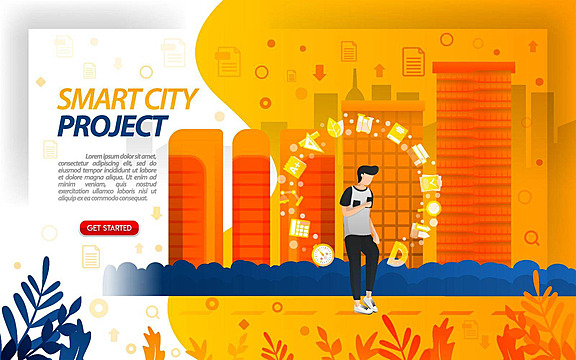 SMART CITY
PROJECT
Lorem ipsum dolor sit amet,
consectetur adipiscing elit, sed do
eiusmod tempor incididunt ut
labore et dolore magna aliqua. Ut
enim ad minim veniam, quis
nostrud exercitation ullamco
laboris nisi ut aliquip ex ea
commodo consequat.
GET STARTED